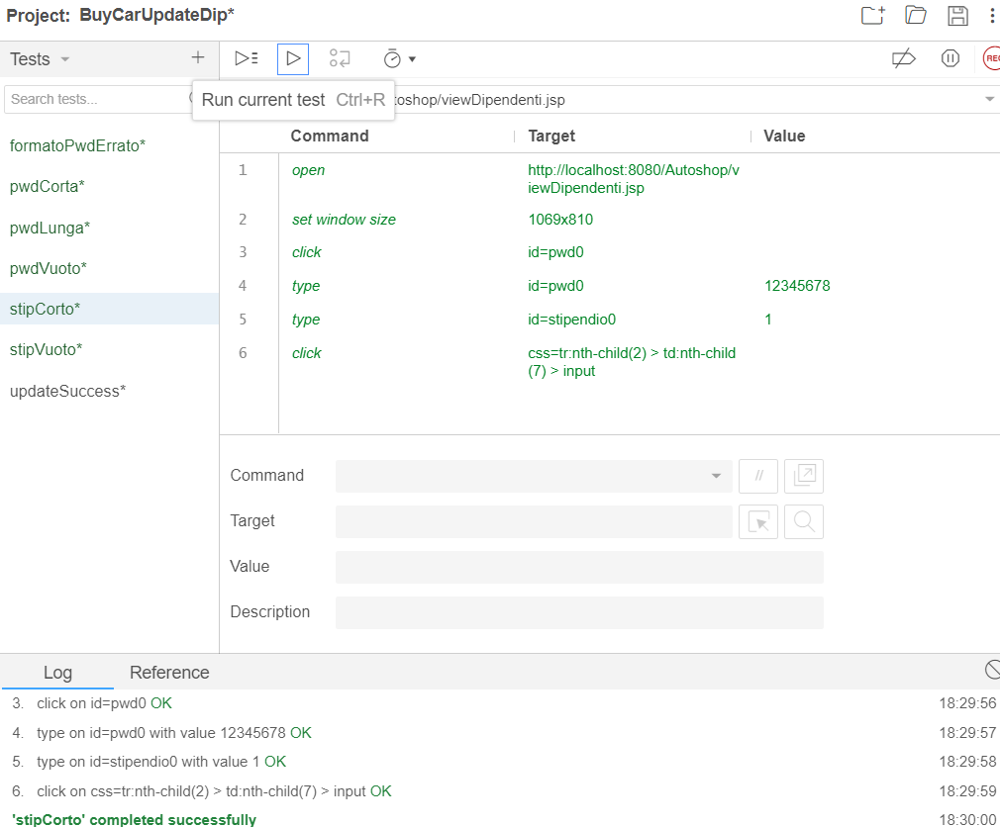 Project: BuyCarUpdateDip*
Tests
Search tests...
Run current test Ctrl+R
toshop/viewDipendenti.jsp
REC
formatoPwdErrato*
pwdCorta*
pwdLunga*
pwdVuoto*
stipCorto*
stipVuoto*
updateSuccess*
Command Target Value
1 open http://localhost:8080/Autoshop/v
iewDipendenti.jsp
2 set window size 1069x810
3 click id=pwd0
4 type id=pwd0 12345678
5 type id=stipendio0 1
6 click css=tr:nth-child(2) > td:nth-child
(7) > input
Command //
Target
Value
Description
Log Reference
3. click on id=pwd0 OK 18:29:56
4. type on id=pwd0 with value 12345678 OK 18:29:57
5. type on id=stipendio0 with value 1 OK 18:29:58
6. click on css=tr:nth-child(2) > td:nth-child(7) > input OK 18:29:59
'stipCorto' completed successfully 18:30:00